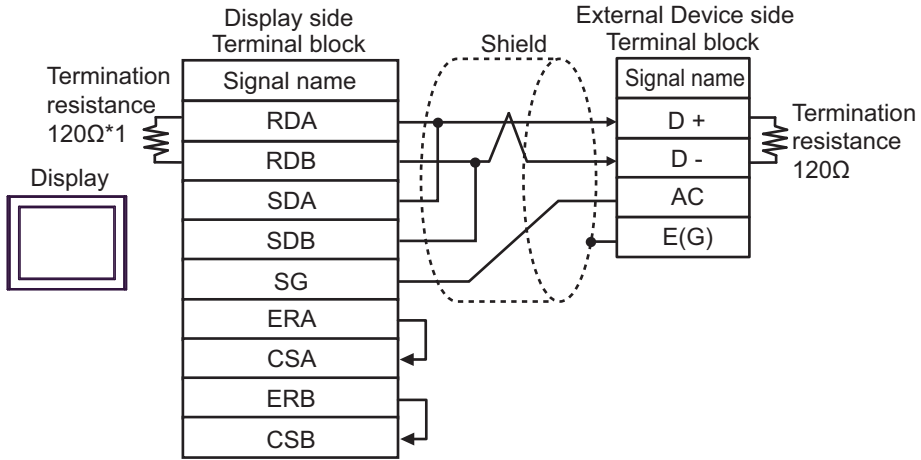 Display side
Terminal block
Signal name
RDA
RDB
SDA
SDB
SG
ERA
CSA
ERB
CSB
Termination
resistance
120Ω*1
Display
Shield
External Device side
Terminal block
Signal name
D +
D -
AC
E(G)
Termination
resistance
120Ω